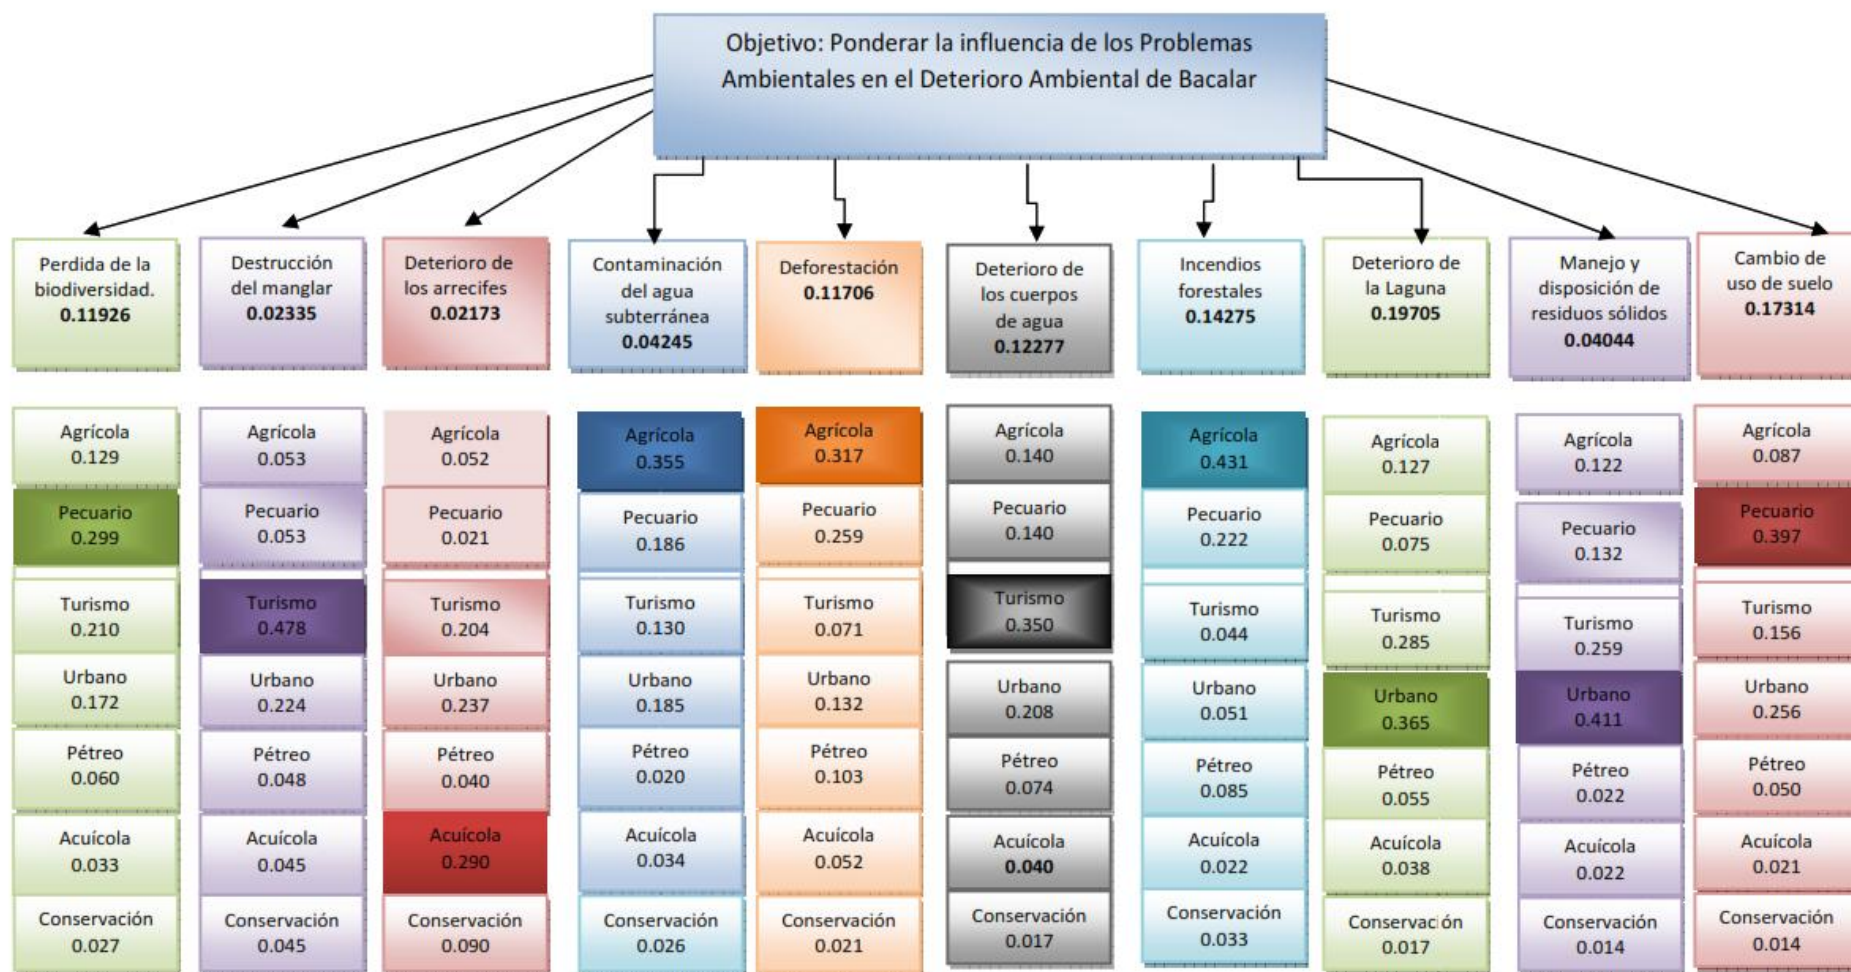 Objetivo: Ponderar la influencia de los Problemas
Ambientales en el Deterioro Ambiental de Bacalar
Perdida de la
biodiversidad.
0.11926
Agrícola
0.129
Pecuario
0.299
Turismo
0.210
Urbano
0.172
Pétreo
0.060
Acuícola
0.033
Conservación
0.027
Destrucción
del manglar
0.02335
Agrícola
0.053
Pecuario
0.053
Turismo
0.478
Urbano
0.224
Pétreo
0.048
Acuícola
0.045
Conservación
0.045
Deterioro de
los arrecifes
0.02173
Agrícola
0.052
Pecuario
0.021
Turismo
0.204
Urbano
0.237
Pétreo
0.040
Acuícola
0.290
Conservación
0.090
Contaminación
del agua
subterránea
0.04245
Agrícola
0.355
Pecuario
0.186
Turismo
0.130
Urbano
0.185
Pétreo
0.020
Acuícola
0.034
Conservación
0.026
Deforestación
0.11706
Agrícola
0.317
Pecuario
0.259
Turismo
0.071
Urbano
0.132
Pétreo
0.103
Acuícola
0.052
Conservación
0.021
Deterioro de
los cuerpos
de agua
0.12277
Agrícola
0.140
Pecuario
0.140
Turismo
0.350
Urbano
0.208
Pétreo
0.074
Acuícola
0.040
Conservación
0.017
Incendios
forestales
0.14275
Agrícola
0.431
Pecuario
0.222
Turismo
0.044
Urbano
0.051
Pétreo
0.085
Acuícola
0.022
Conservación
0.033
Deterioro de
la Laguna
0.19705
Agrícola
0.127
Pecuario
0.075
Turismo
0.285
Urbano
0.365
Pétreo
0.055
Acuícola
0.038
Conservación
0.017
Manejo y
disposición de
residuos sólidos
0.04044
Agrícola
0.122
Pecuario
0.132
Turismo
0.259
Urbano
0.411
Pétreo
0.022
Acuícola
0.022
Conservación
0.014
Cambio de
uso de suelo
0.17314
Agrícola
0.087
Pecuario
0.397
Turismo
0.156
Urbano
0.256
Pétreo
0.050
Acuícola
0.021
Conservación
0.014